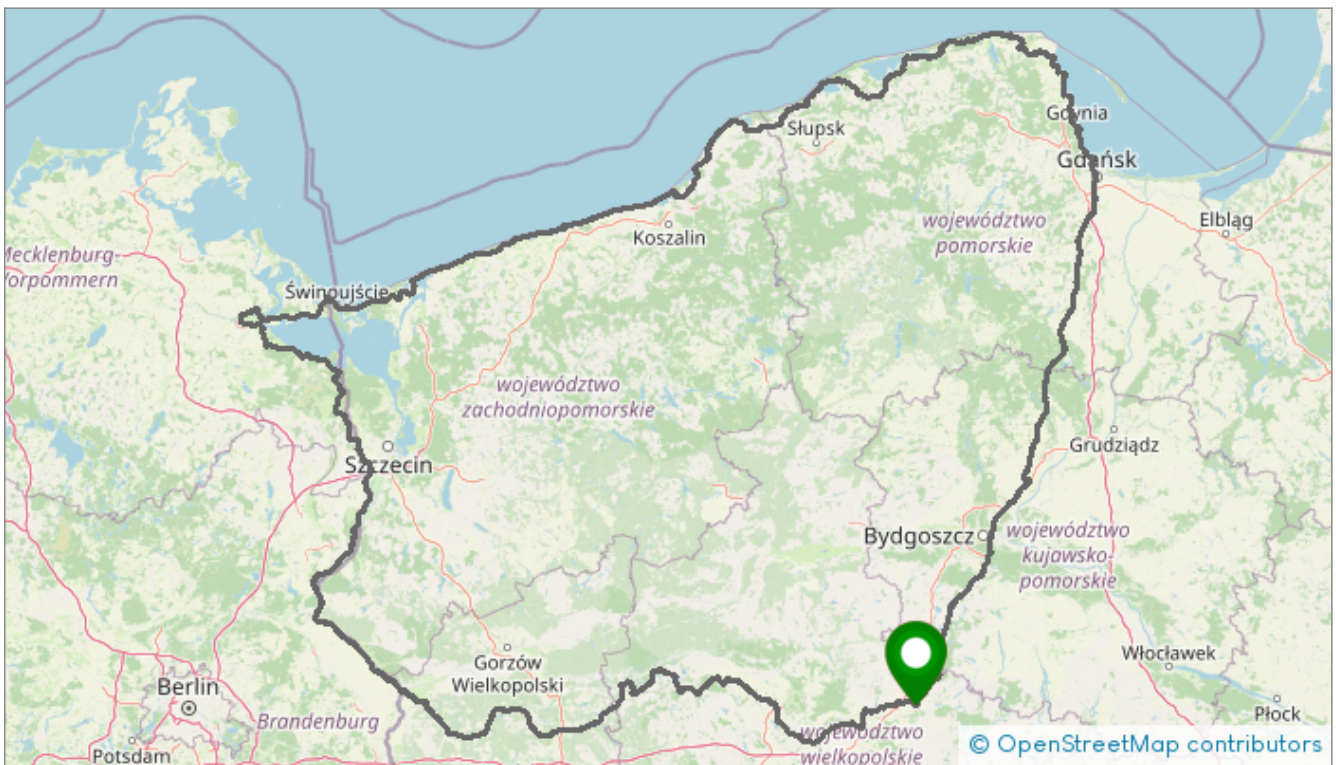 Słupsk
Gdynia
Gdańsk
Elbląg
województwo
pomorskie
Koszalin
Mecklenburg-
Vorpommern
Świnoujście
województwo
zachodniopomorskie
Szczecin
Grudziądz
Bydgoszcz
województwo
kujawsko-
pomorskie
Włocławek
Gorzów
Wielkopolski
Berlin
Brandenburg
Potsdam
Płock
województwo
wielkopolskie
© OpenStreetMap contributors